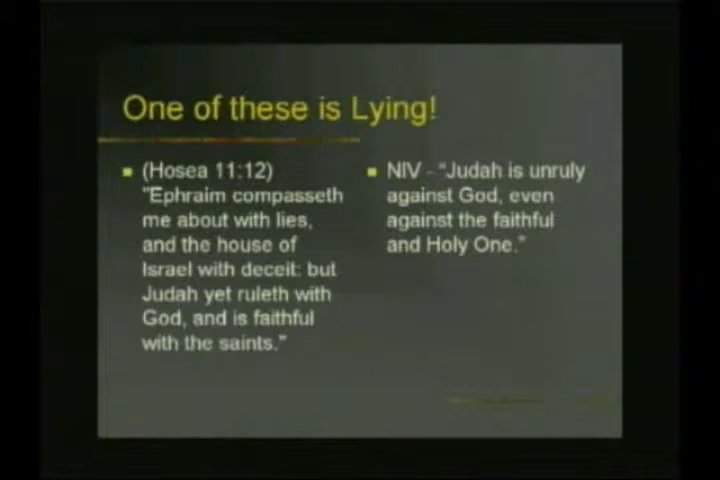 One of these is Lying!
(Hosea 11:12)
"Ephraim compasseth
me about with lies,
and the house of
Israel with deceit: but
Judah yet ruleth with
God, and is faithful
with the saints."
NIV - “Judah is unruly
against God, even
against the faithful
and Holy One.”